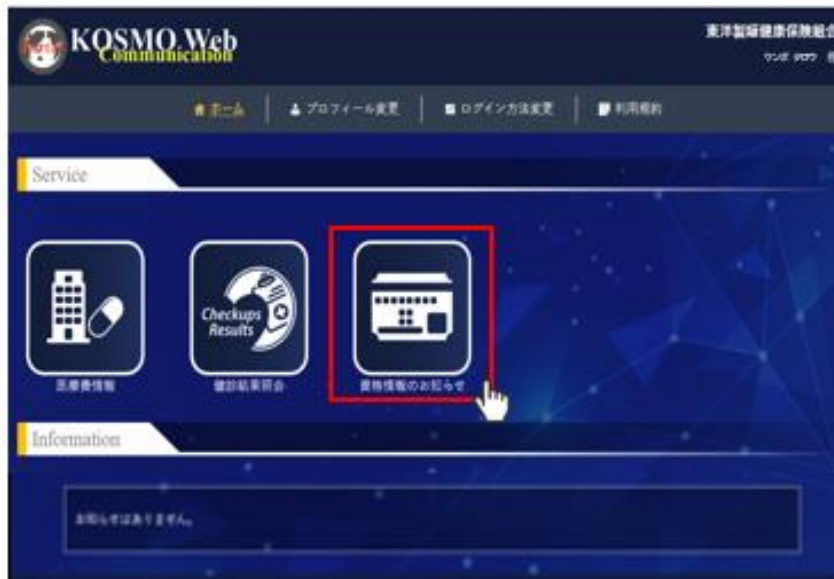 KOSMO Web
Communication
東洋製罐健康保険組合
ホーム
プロフィール変更
ログイン方法変更
利用規約
Service
Checkups
Results
医療費情報
健診結果照会
資格情報のお知らせ
Information
お知らせはありません。